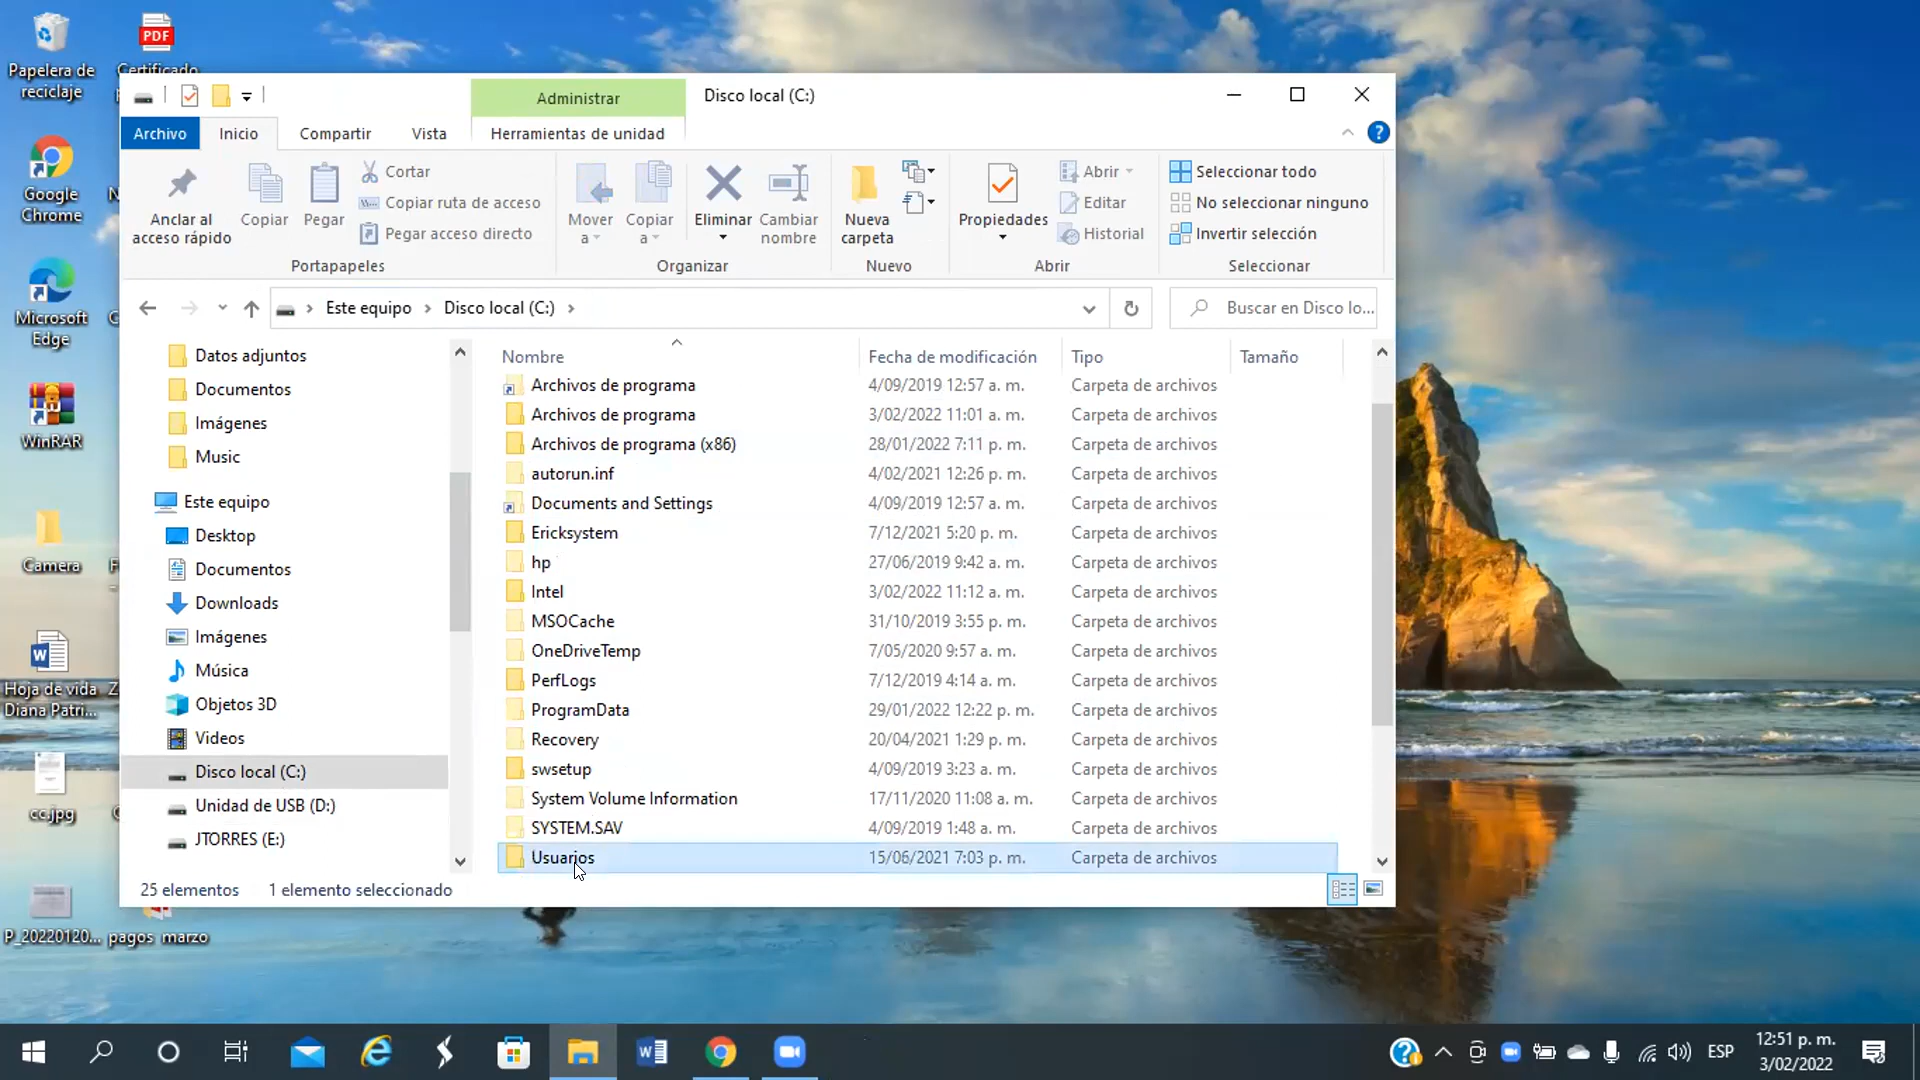 Papelera de
reciclaje
PDF
Certificado
Google
Chrome
N
Microsoft
Edge
WinRAR
Camera
Hoja de vida
Diana Patri...
cc.jpg
P_20220120...
pagos marzo
Administrar
Disco local (C:)
Archivo
Inicio
Compartir
Vista
Herramientas de unidad
Anclar al
acceso rápido
Copiar
Pegar
Cortar
Copiar ruta de acceso
Pegar acceso directo
Portapapeles
Mover
a
Copiar
a
Eliminar
Cambiar
nombre
Organizar
Nueva
carpeta
Nuevo
Propiedades
Abrir
Editar
Historial
Abrir
Seleccionar todo
No seleccionar ninguno
Invertir selección
Seleccionar
Este equipo > Disco local (C:) >
Buscar en Disco lo...
Datos adjuntos
Documentos
Imágenes
Music
Este equipo
Desktop
Documentos
Downloads
Imágenes
Música
Objetos 3D
Videos
Disco local (C:)
Unidad de USB (D:)
JTORRES (E:)
Nombre Fecha de modificación Tipo Tamaño
Archivos de programa 4/09/2019 12:57 a. m. Carpeta de archivos
Archivos de programa 3/02/2022 11:01 a. m. Carpeta de archivos
Archivos de programa (x86) 28/01/2022 7:11 p. m. Carpeta de archivos
autorun.inf 4/02/2021 12:26 p. m. Carpeta de archivos
Documents and Settings 4/09/2019 12:57 a. m. Carpeta de archivos
Ericksystem 7/12/2021 5:20 p. m. Carpeta de archivos
hp 27/06/2019 9:42 a. m. Carpeta de archivos
Intel 3/02/2022 11:12 a. m. Carpeta de archivos
MSOCache 31/10/2019 3:55 p. m. Carpeta de archivos
OneDriveTemp 7/05/2020 9:57 a. m. Carpeta de archivos
PerfLogs 7/12/2019 4:14 a. m. Carpeta de archivos
ProgramData 29/01/2022 12:22 p. m. Carpeta de archivos
Recovery 20/04/2021 1:29 p. m. Carpeta de archivos
swsetup 4/09/2019 3:23 a. m. Carpeta de archivos
System Volume Information 17/11/2020 11:08 a. m. Carpeta de archivos
SYSTEM.SAV 4/09/2019 1:48 a. m. Carpeta de archivos
Usuarios 15/06/2021 7:03 p. m. Carpeta de archivos
25 elementos 1 elemento seleccionado
ESP
12:51 p. m.
3/02/2022